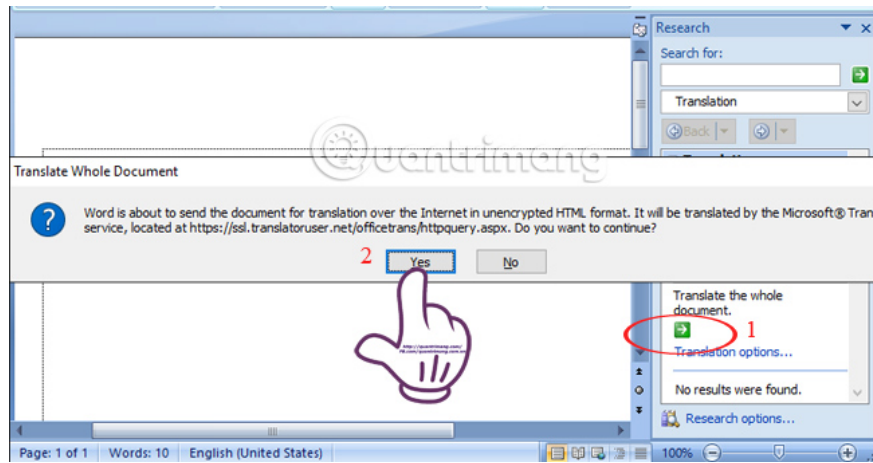 Research
Search for:
Translation
Back
Quantrimang
Translate Whole Document
Word is about to send the document for translation over the Internet in unencrypted HTML format. It will be translated by the Microsoft® Tran
service, located at https://ssl.translatoruser.net/officetrans/httpquery.aspx. Do you want to continue?
2 Yes No
Translate the whole
document.
1
Translation options...
No results were found.
Research options...
Page: 1 of 1 Words: 10 English (United States) 100%